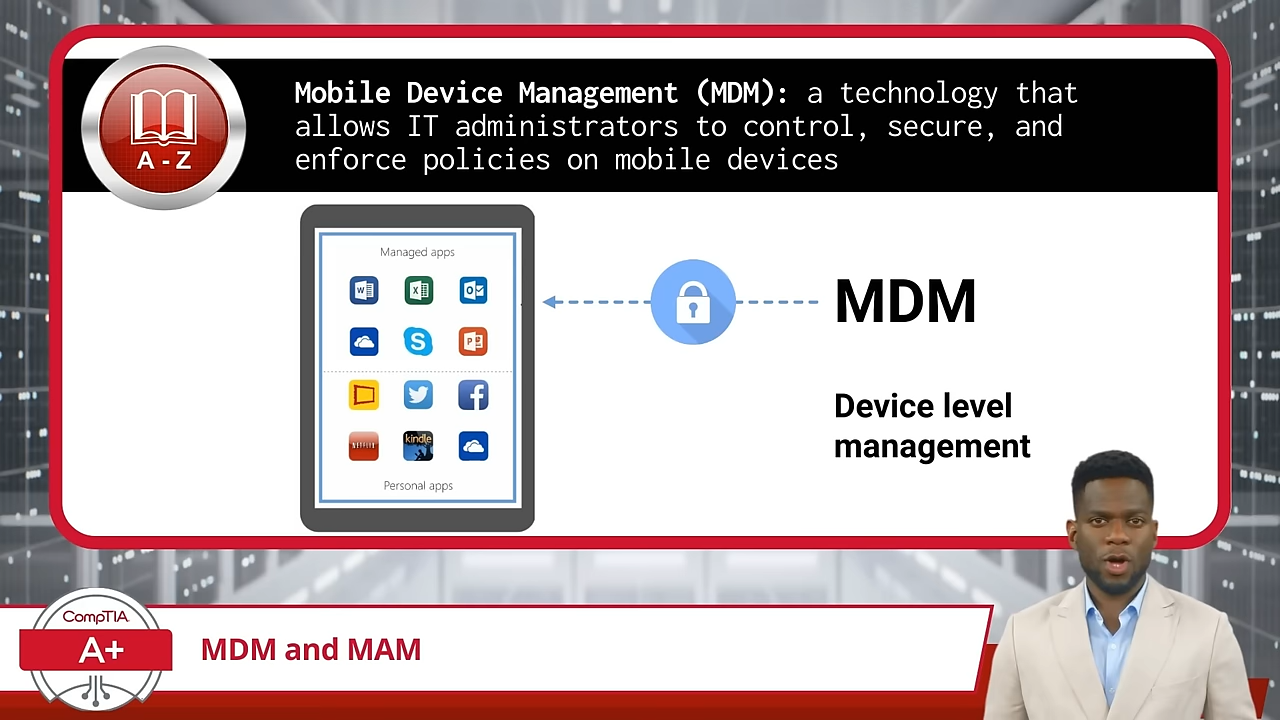 Mobile Device Management (MDM): a technology that
allows IT administrators to control, secure, and
enforce policies on mobile devices
A - Z
Managed apps
W
X
O
S
P
NETFLIX
kindle
Personal apps
MDM
Device level
management
CompTIA
A+
MDM and MAM